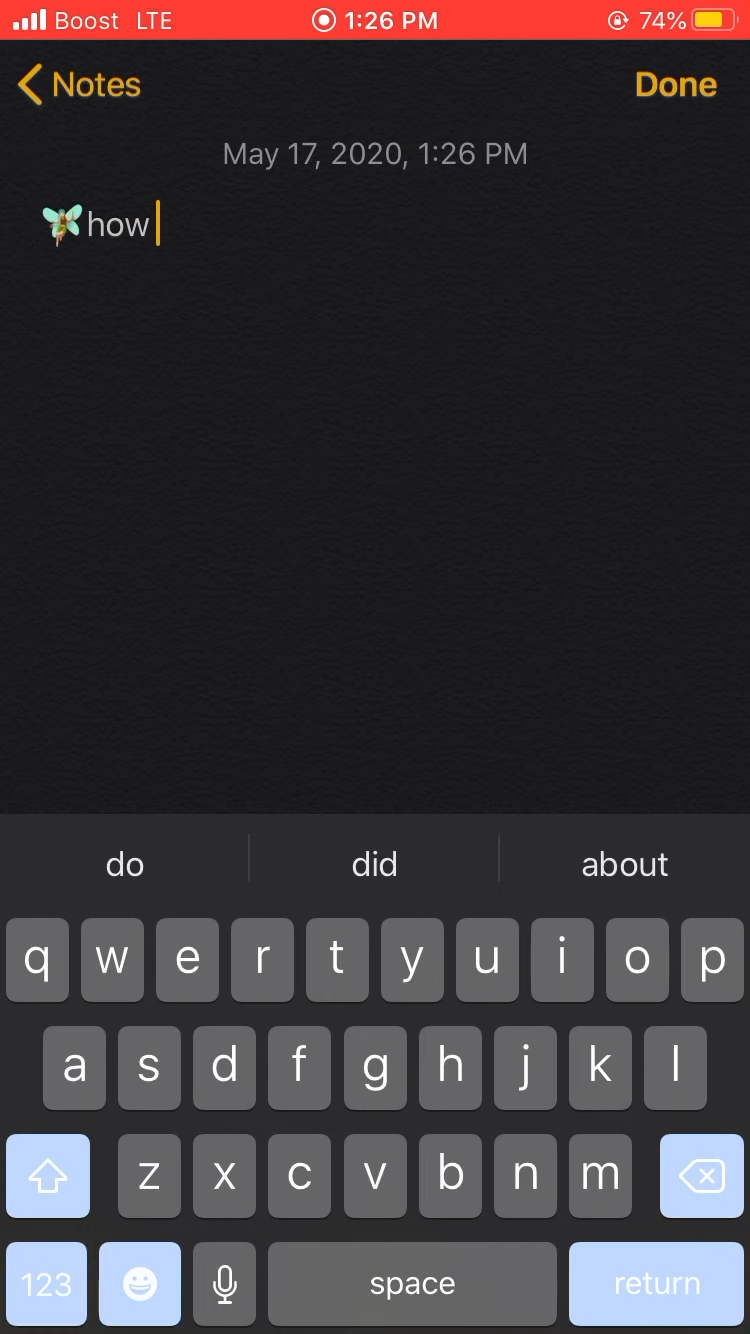 Boost LTE 1:26 PM 74%
Notes Done
May 17, 2020, 1:26 PM
🧚how
do did about
q w e r t y u i o p
a s d f g h j k l
z x c v b n m
123 space return